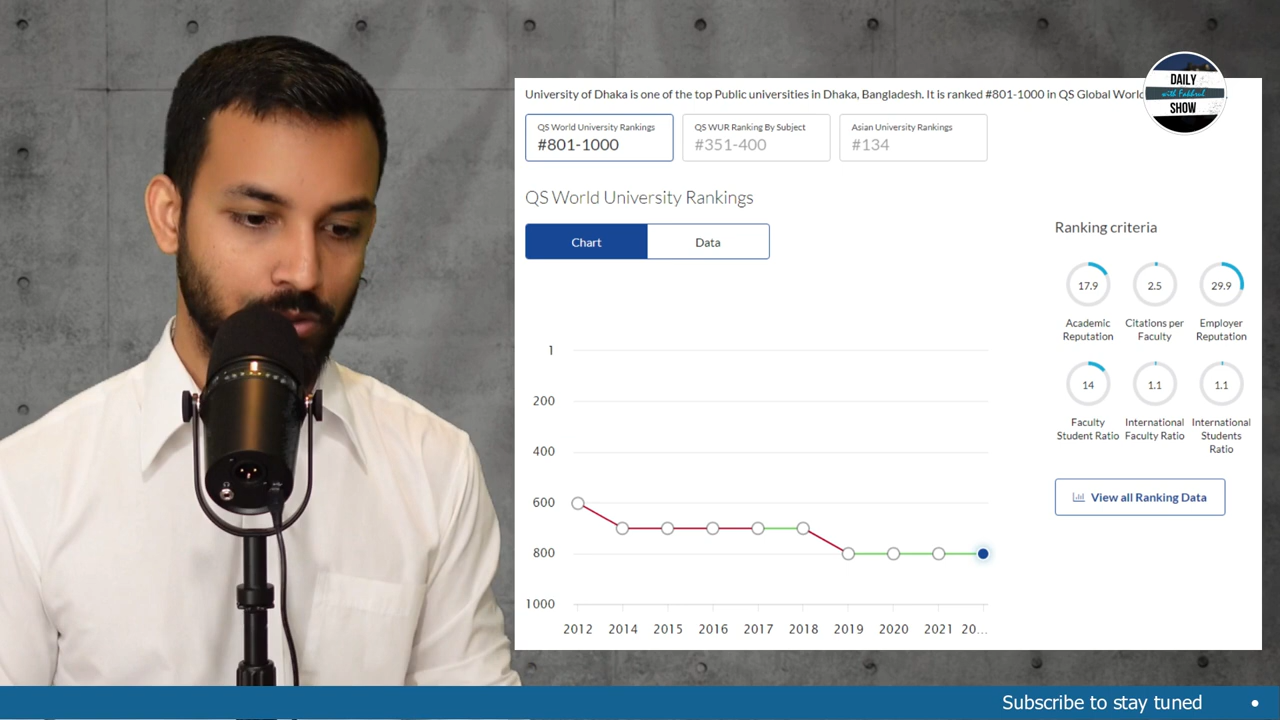 University of Dhaka is one of the top Public universities in Dhaka, Bangladesh. It is ranked #801-1000 in QS Global
DAILY
with Fakhrul
SHOW
QS World University Rankings
#801-1000
QS WUR Ranking By Subject
#351-400
Asian University Rankings
#134
QS World University Rankings
Chart
Data
Ranking criteria
17.9
2.5
29.9
Academic
Reputation
Citations per
Faculty
Employer
Reputation
14
1.1
1.1
Faculty
Student Ratio
International
Faculty Ratio
International
Students
Ratio
View all Ranking Data
1
200
400
600
800
1000
2012 2014 2015 2016 2017 2018 2019 2020 2021 20...
Subscribe to stay tuned